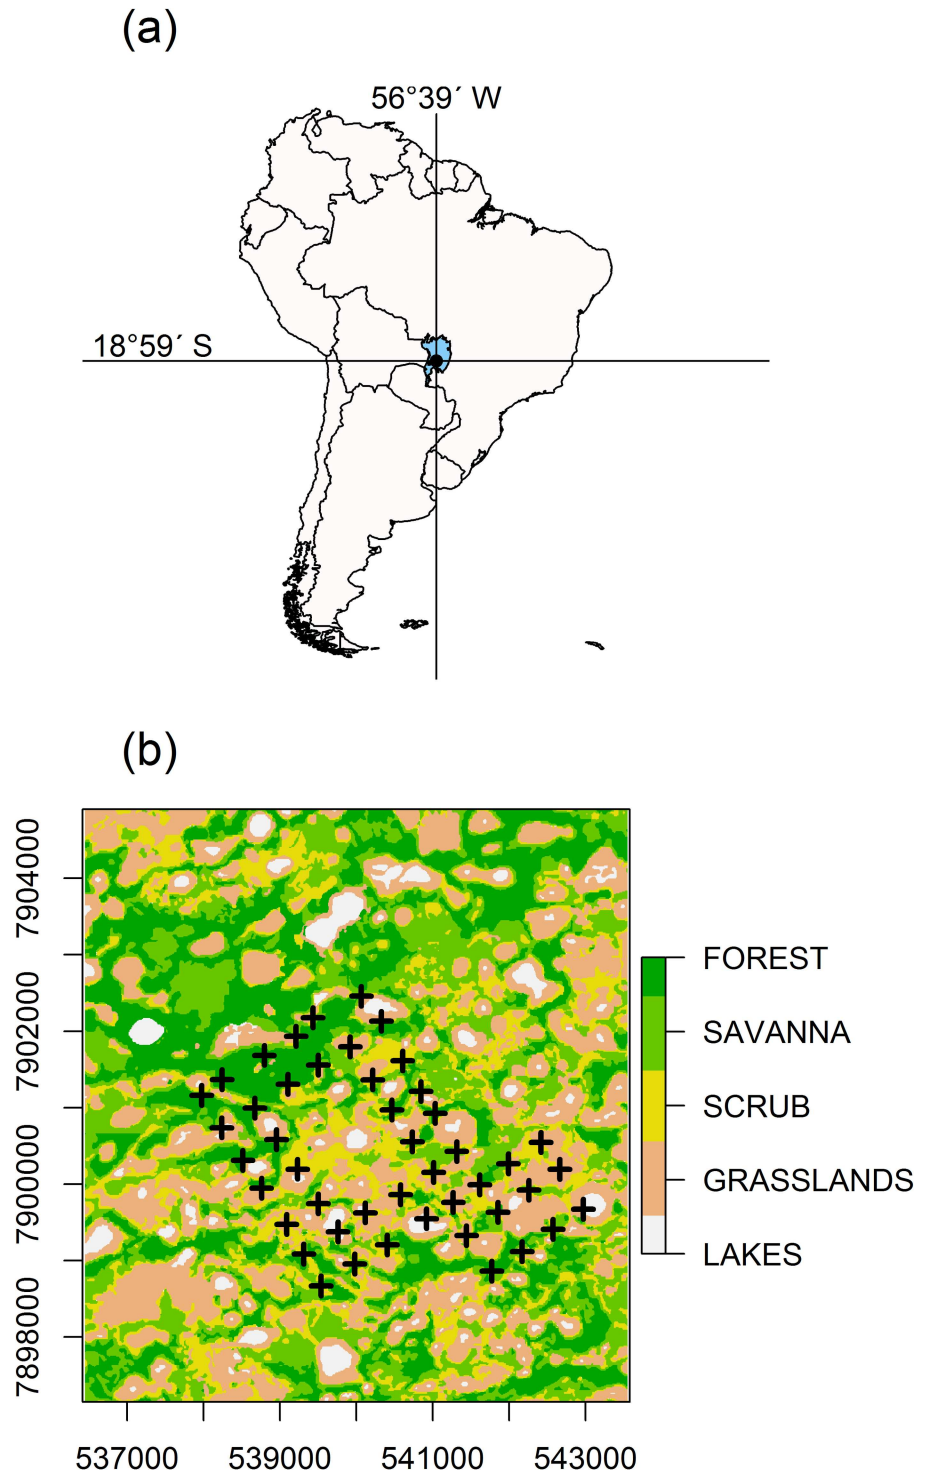 (a)
56°39´ W
18°59´ S
(b)
7904000
7902000
7900000
7898000
537000 539000 541000 543000
FOREST
SAVANNA
SCRUB
GRASSLANDS
LAKES